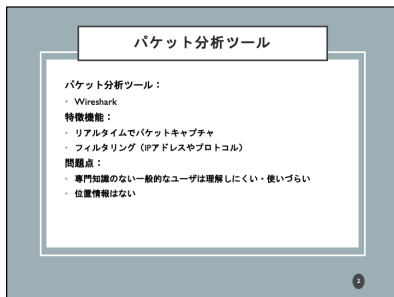 パケット分析ツール
パケット分析ツール：
• Wireshark
特徴機能：
• リアルタイムでパケットキャプチャ
• フィルタリング（IPアドレスやプロトコル）
問題点：
• 専門知識のない一般的なユーザは理解しにくい・使いづらい
• 位置情報はない
2